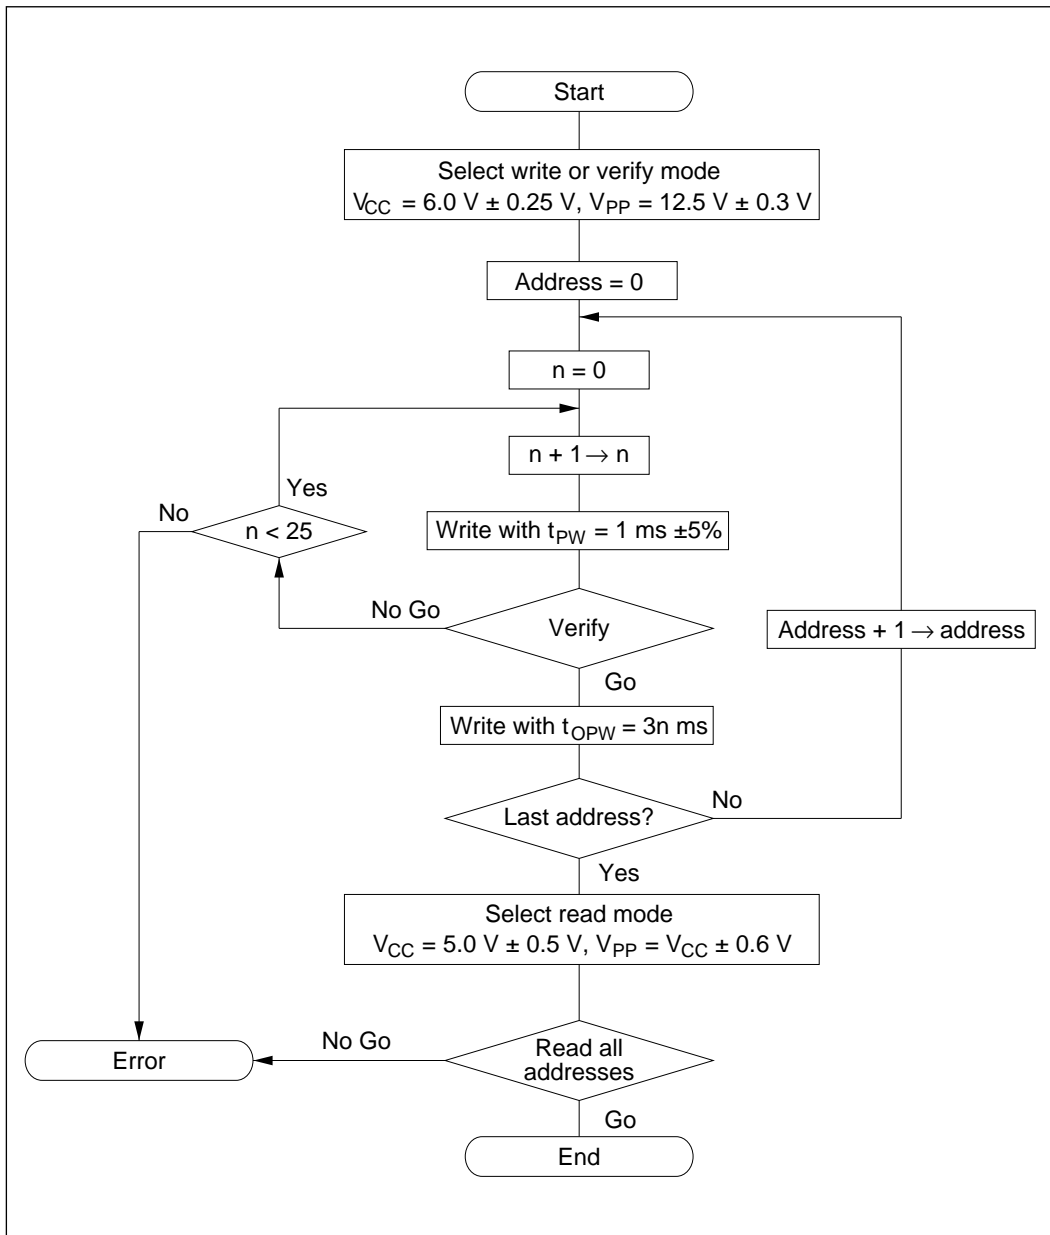 Start
Select write or verify mode
VCC = 6.0 V ± 0.25 V, VPP = 12.5 V ± 0.3 V
Address = 0
n = 0
n + 1 → n
Yes
No
n < 25
Write with tPW = 1 ms ±5%
No Go
Verify
Address + 1 → address
Go
Write with tOPW = 3n ms
Last address?
No
Yes
Select read mode
VCC = 5.0 V ± 0.5 V, VPP = VCC ± 0.6 V
No Go
Error
Read all
addresses
Go
End